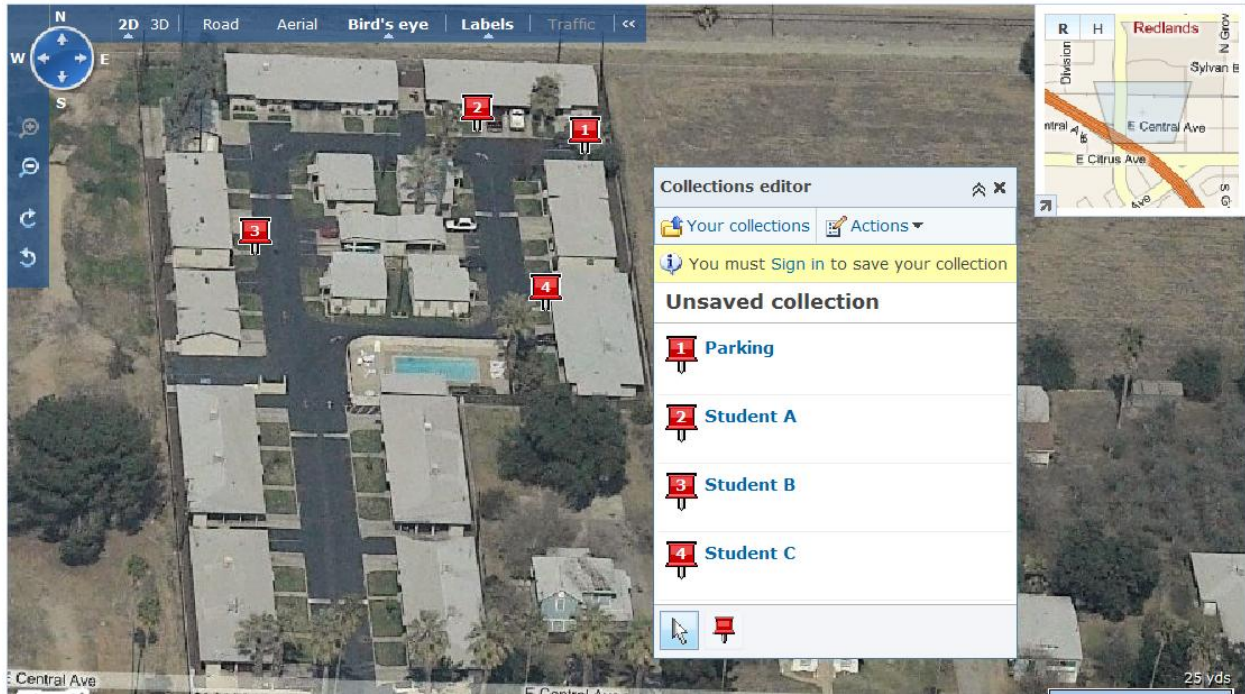 N
W E
S
2D 3D Road Aerial Bird's eye Labels Traffic <<
2
1
3
4
R H Redlands
N Grov
Division
Sylvan E
E Central Ave
E Citrus Ave
Ave
S G
Collections editor
Your collections Actions
You must Sign in to save your collection
Unsaved collection
1 Parking
2 Student A
3 Student B
4 Student C
E Central Ave
E Central Ave
25 yds